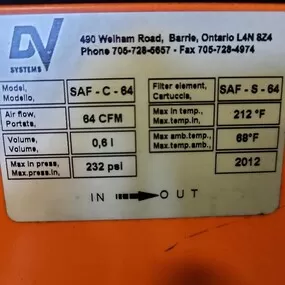 DV
SYSTEMS
490 Welham Road, Barrie, Ontario L4N 8Z4
Phone 705-728-5657 - Fax 705-728-4974
Model,
Modello,
SAF - C - 64
Filter element,
Cartuccia,
SAF - S - 64
Air flow,
Portata,
64 CFM
Max in temp.,
Max.temp.in,
212 °F
Volume,
Volume,
0,6 l
Max amb.temp.,
Max.temp.amb.,
68°F
Max in press,
Max.press.in,
232 psi
2012
IN OUT